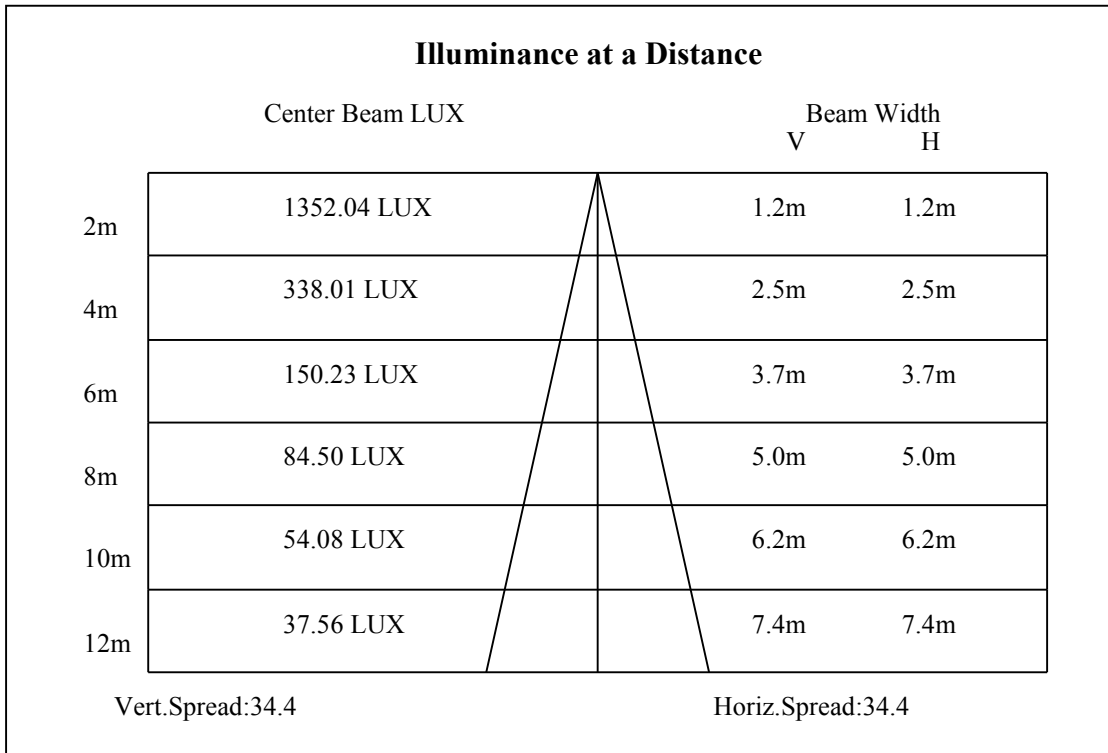 Illuminance at a Distance
Center Beam LUX Beam Width
V H
2m 1352.04 LUX 1.2m 1.2m
4m 338.01 LUX 2.5m 2.5m
6m 150.23 LUX 3.7m 3.7m
8m 84.50 LUX 5.0m 5.0m
10m 54.08 LUX 6.2m 6.2m
12m 37.56 LUX 7.4m 7.4m
Vert.Spread:34.4 Horiz.Spread:34.4